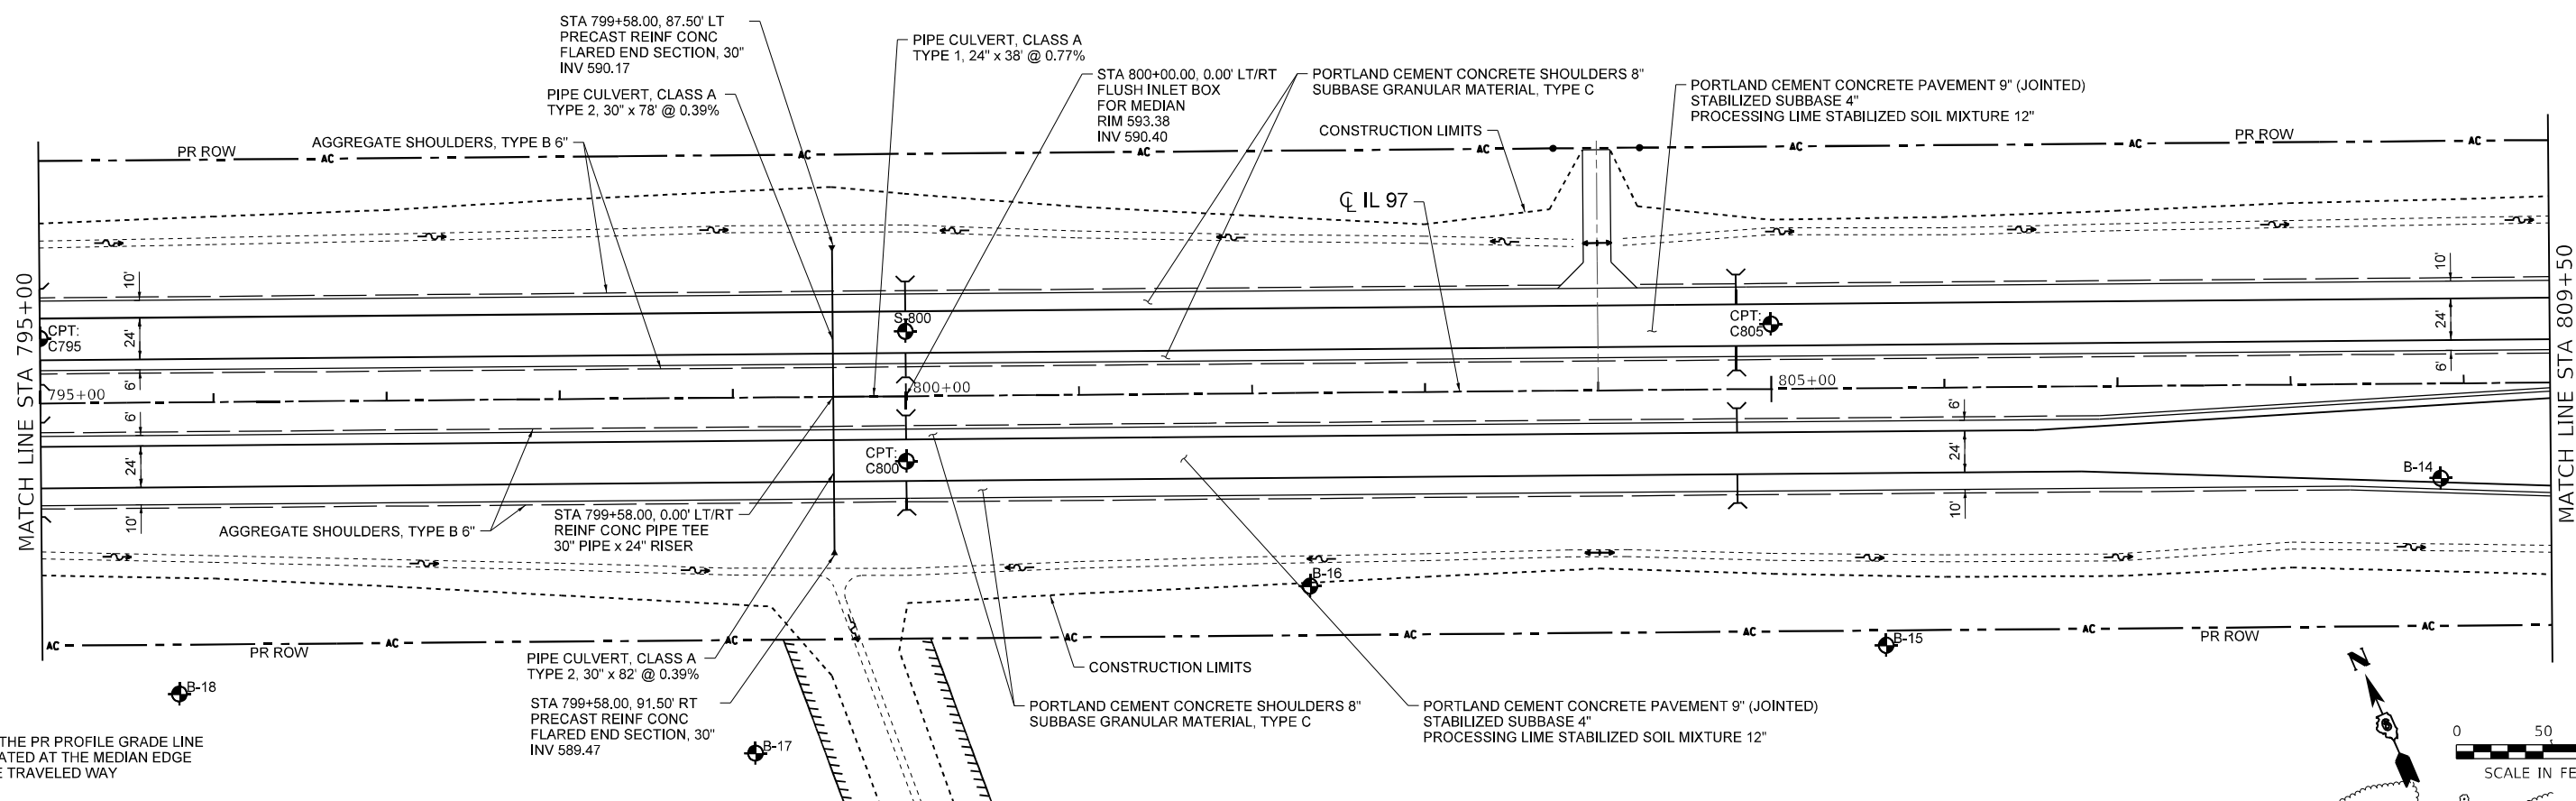 STA 799+58.00, 87.50' LT
PRECAST REINF CONC
FLARED END SECTION, 30"
INV 590.17
PIPE CULVERT, CLASS A
TYPE 2, 30" x 78' @ 0.39%
AGGREGATE SHOULDERS, TYPE B 6"
PIPE CULVERT, CLASS A
TYPE 1, 24" x 38' @ 0.77%
STA 800+00.00, 0.00' LT/RT
FLUSH INLET BOX
FOR MEDIAN
RIM 593.38
INV 590.40
PORTLAND CEMENT CONCRETE SHOULDERS 8"
SUBBASE GRANULAR MATERIAL, TYPE C
CONSTRUCTION LIMITS
PORTLAND CEMENT CONCRETE PAVEMENT 9" (JOINTED)
STABILIZED SUBBASE 4"
PROCESSING LIME STABILIZED SOIL MIXTURE 12"
PR ROW
AC
AC
AC
AC
AC
AC
PR ROW
AC
℄ IL 97
MATCH LINE STA 795+00
MATCH LINE STA 809+50
10'
10'
CPT:
C795
24'
S-800
CPT:
C805
24'
6'
6'
795+00
800+00
805+00
6'
6'
24'
CPT:
C800
24'
B-14
10'
10'
AGGREGATE SHOULDERS, TYPE B 6"
STA 799+58.00, 0.00' LT/RT
REINF CONC PIPE TEE
30" PIPE x 24" RISER
B-16
AC
PR ROW
AC
AC
AC
AC
AC
AC
PR ROW
AC
B-15
B-18
B-17
PIPE CULVERT, CLASS A
TYPE 2, 30" x 82' @ 0.39%
STA 799+58.00, 91.50' RT
PRECAST REINF CONC
FLARED END SECTION, 30"
INV 589.47
CONSTRUCTION LIMITS
PORTLAND CEMENT CONCRETE SHOULDERS 8"
SUBBASE GRANULAR MATERIAL, TYPE C
PORTLAND CEMENT CONCRETE PAVEMENT 9" (JOINTED)
STABILIZED SUBBASE 4"
PROCESSING LIME STABILIZED SOIL MIXTURE 12"
THE PR PROFILE GRADE LINE
ATED AT THE MEDIAN EDGE
E TRAVELED WAY
N
0 50
SCALE IN FE